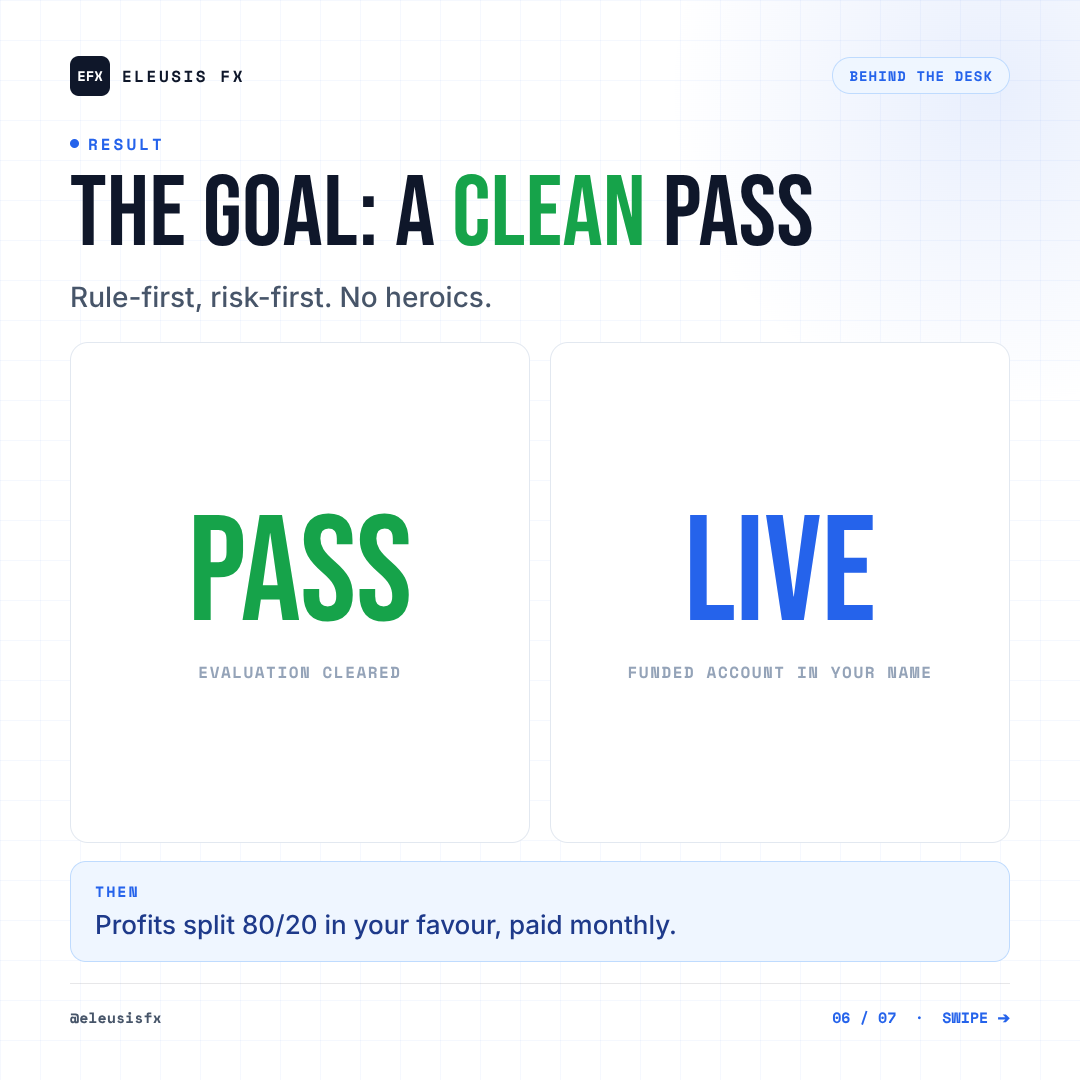 EFX ELEUSIS FX
BEHIND THE DESK
RESULT
THE GOAL: A CLEAN PASS
Rule-first, risk-first. No heroics.
PASS
EVALUATION CLEARED
LIVE
FUNDED ACCOUNT IN YOUR NAME
THEN
Profits split 80/20 in your favour, paid monthly.
@eleusisfx
06 / 07 · SWIPE ➔